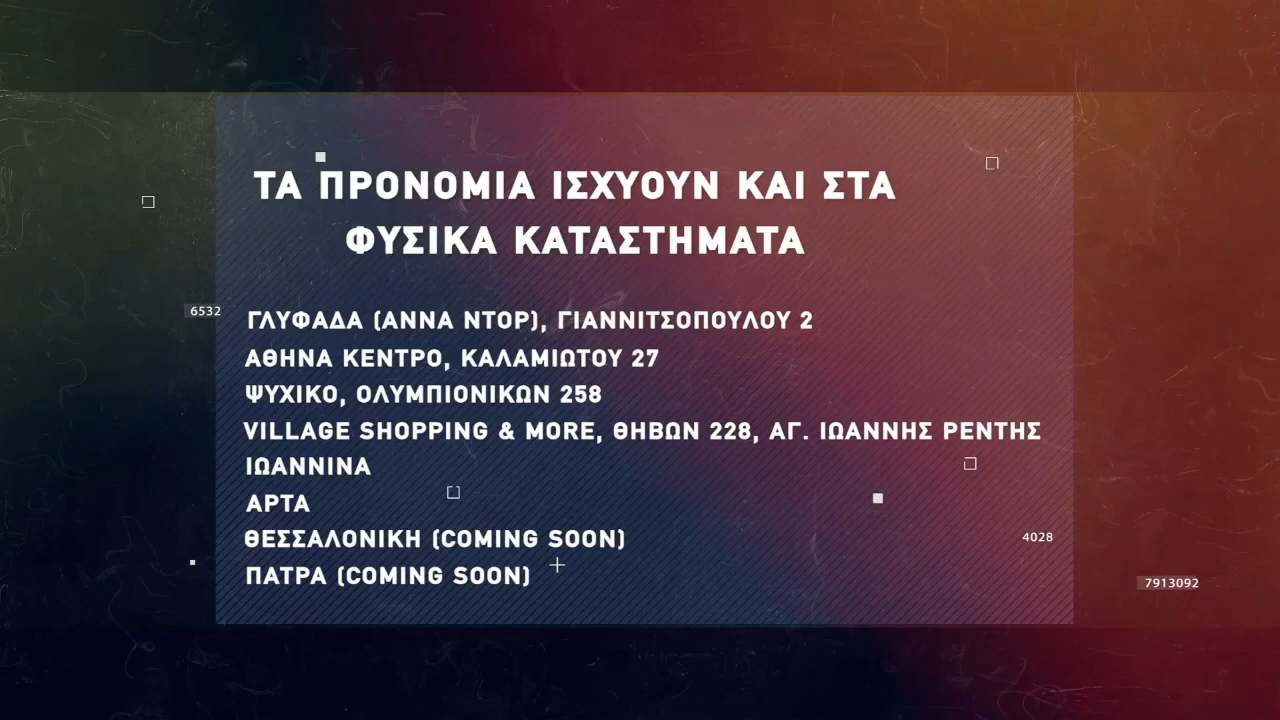 ΤΑ ΠΡΟΝΟΜΙΑ ΙΣΧΥΟΥΝ ΚΑΙ ΣΤΑ
ΦΥΣΙΚΑ ΚΑΤΑΣΤΗΜΑΤΑ
6532
ΓΛΥΦΑΔΑ (ΑΝΝΑ ΝΤΟΡ), ΓΙΑΝΝΙΤΣΟΠΟΥΛΟΥ 2
ΑΘΗΝΑ ΚΕΝΤΡΟ, ΚΑΛΑΜΙΩΤΟΥ 27
ΨΥΧΙΚΟ, ΟΛΥΜΠΙΟΝΙΚΩΝ 258
VILLAGE SHOPPING & MORE, ΘΗΒΩΝ 228, ΑΓ. ΙΩΑΝΝΗΣ ΡΕΝΤΗΣ
ΙΩΑΝΝΙΝΑ
ΑΡΤΑ
ΘΕΣΣΑΛΟΝΙΚΗ (COMING SOON)
4028
ΠΑΤΡΑ (COMING SOON)
7913092